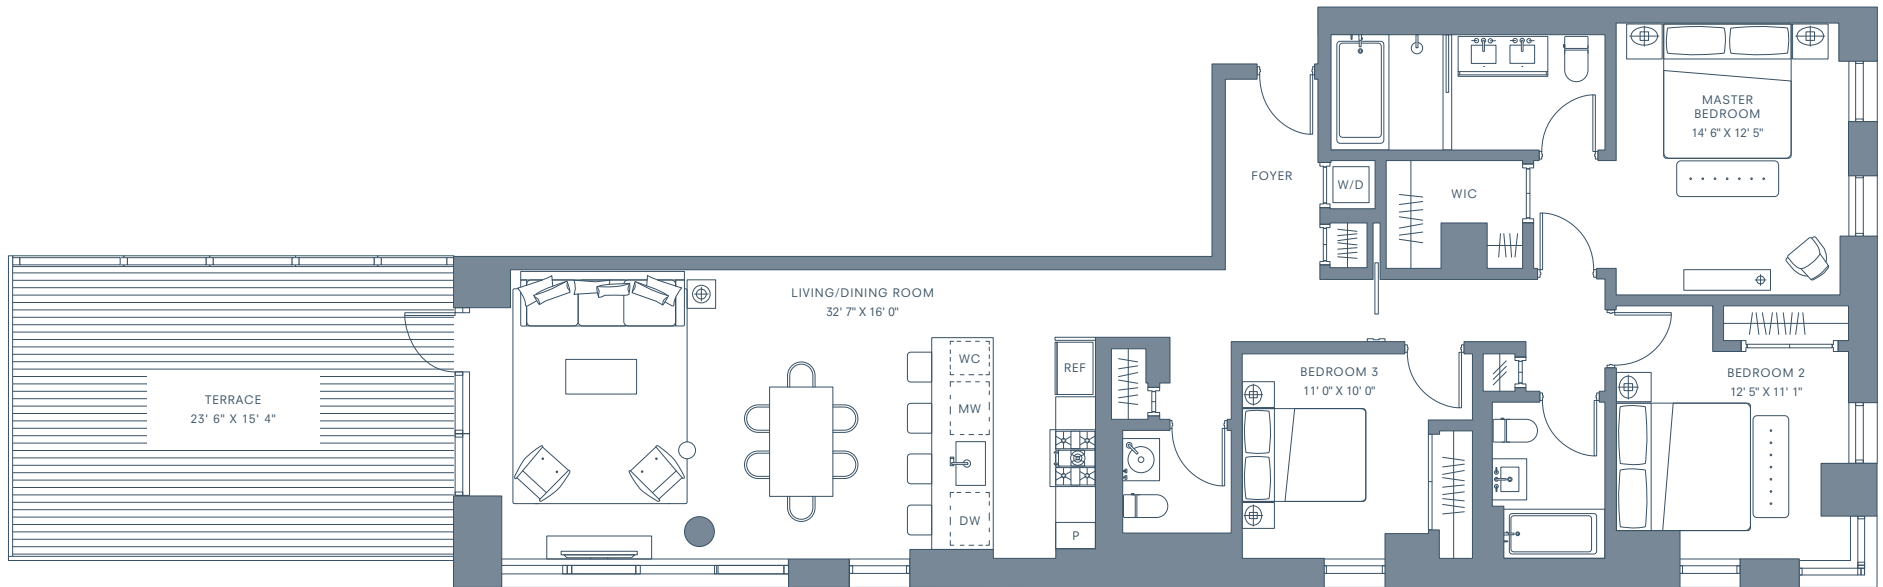 MASTER
BEDROOM
14' 6" X 12' 5"
FOYER
W/D
WIC
LIVING/DINING ROOM
32' 7" X 16' 0"
WC
REF
BEDROOM 3
11' 0" X 10' 0"
BEDROOM 2
12' 5" X 11' 1"
TERRACE
23' 6" X 15' 4"
MW
DW
P